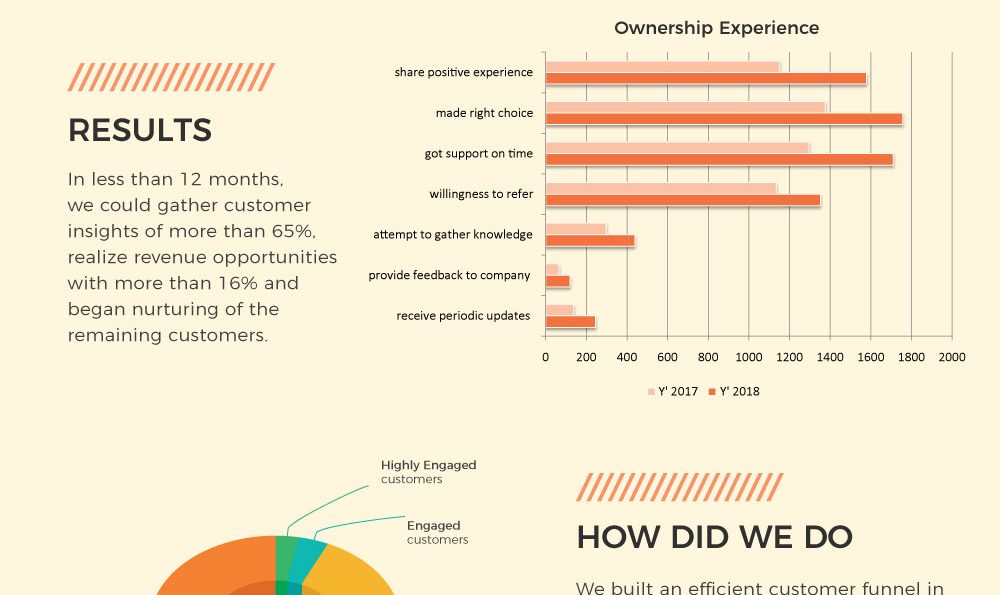 RESULTS
In less than 12 months,
we could gather customer
insights of more than 65%,
realize revenue opportunities
with more than 16% and
began nurturing of the
remaining customers.
Ownership Experience
share positive experience
made right choice
got support on time
willingness to refer
attempt to gather knowledge
provide feedback to company
receive periodic updates
0 200 400 600 800 1000 1200 1400 1600 1800 2000
Y' 2017 Y' 2018
Highly Engaged
customers
Engaged
customers
HOW DID WE DO
We built an efficient customer funnel in